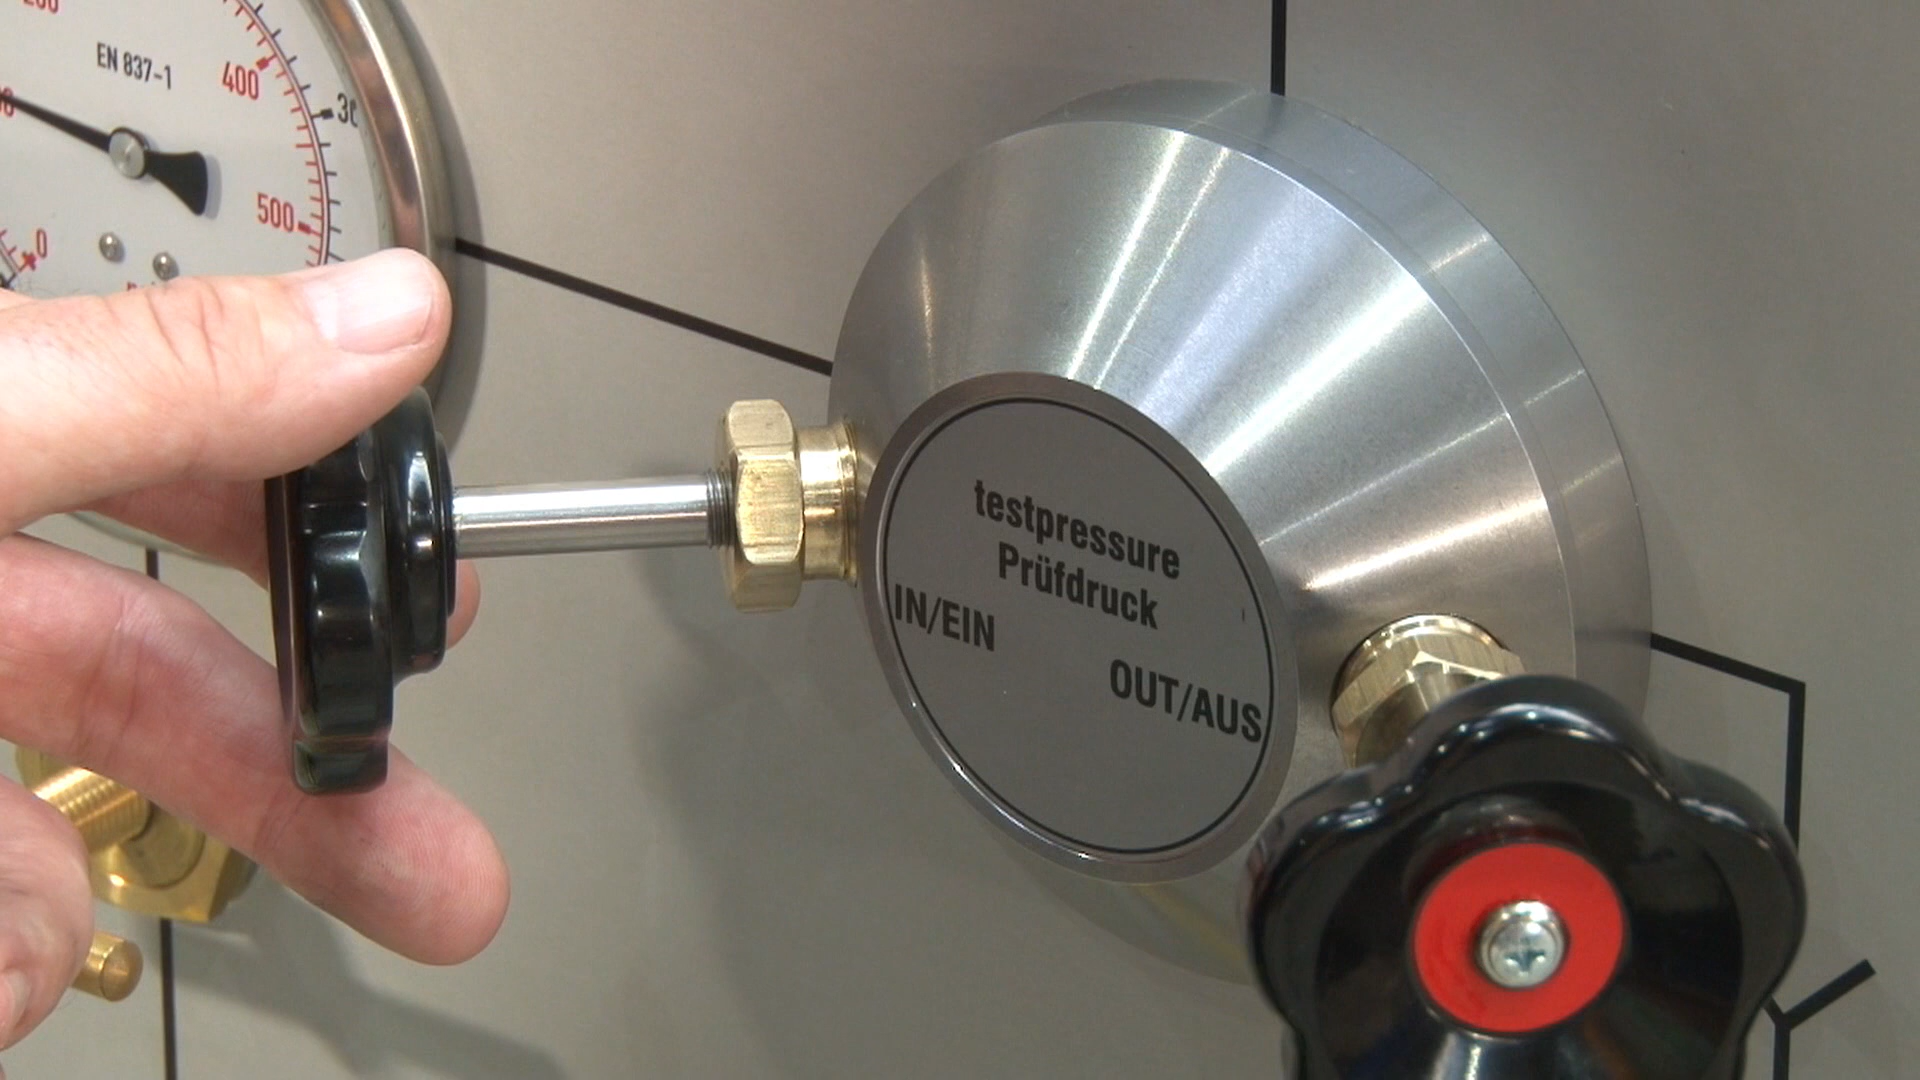 EN 837-1
400
500
0
testpressure
Prüfdruck
IN/EIN
OUT/AUS